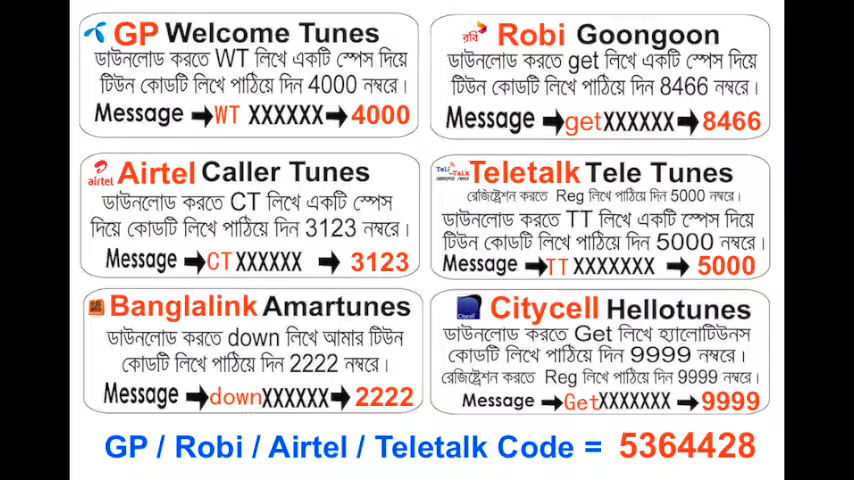 GP Welcome Tunes
ডাউনলোড করতে WT লিখে একটি স্পেস দিয়ে
টিউন কোডটি লিখে পাঠিয়ে দিন 4000 নম্বরে।
Message WT XXXXXX 4000
রবি Robi Goongoon
ডাউনলোড করতে get লিখে একটি স্পেস দিয়ে
টিউন কোডটি লিখে পাঠিয়ে দিন 8466 নম্বরে।
Message getXXXXXX 8466
airtel Airtel Caller Tunes
ডাউনলোড করতে CT লিখে একটি স্পেস
দিয়ে কোডটি লিখে পাঠিয়ে দিন 3123 নম্বরে।
Message CT XXXXXX 3123
TeleTalk Teletalk Tele Tunes
রেজিষ্ট্রেশন করতে Reg লিখে পাঠিয়ে দিন 5000 নম্বরে।
ডাউনলোড করতে TT লিখে একটি স্পেস দিয়ে
টিউন কোডটি লিখে পাঠিয়ে দিন 5000 নম্বরে।
Message TT XXXXXXX 5000
Banglalink Amartunes
ডাউনলোড করতে down লিখে আমার টিউন
কোডটি লিখে পাঠিয়ে দিন 2222 নম্বরে।
Message downXXXXXX 2222
Citycell Citycell Hellotunes
ডাউনলোড করতে Get লিখে হ্যালোটিউনস
কোডটি লিখে পাঠিয়ে দিন 9999 নম্বরে।
রেজিষ্ট্রেশন করতে Reg লিখে পাঠিয়ে দিন 9999 নম্বরে।
Message GetXXXXXXX 9999
GP / Robi / Airtel / Teletalk Code = 5364428